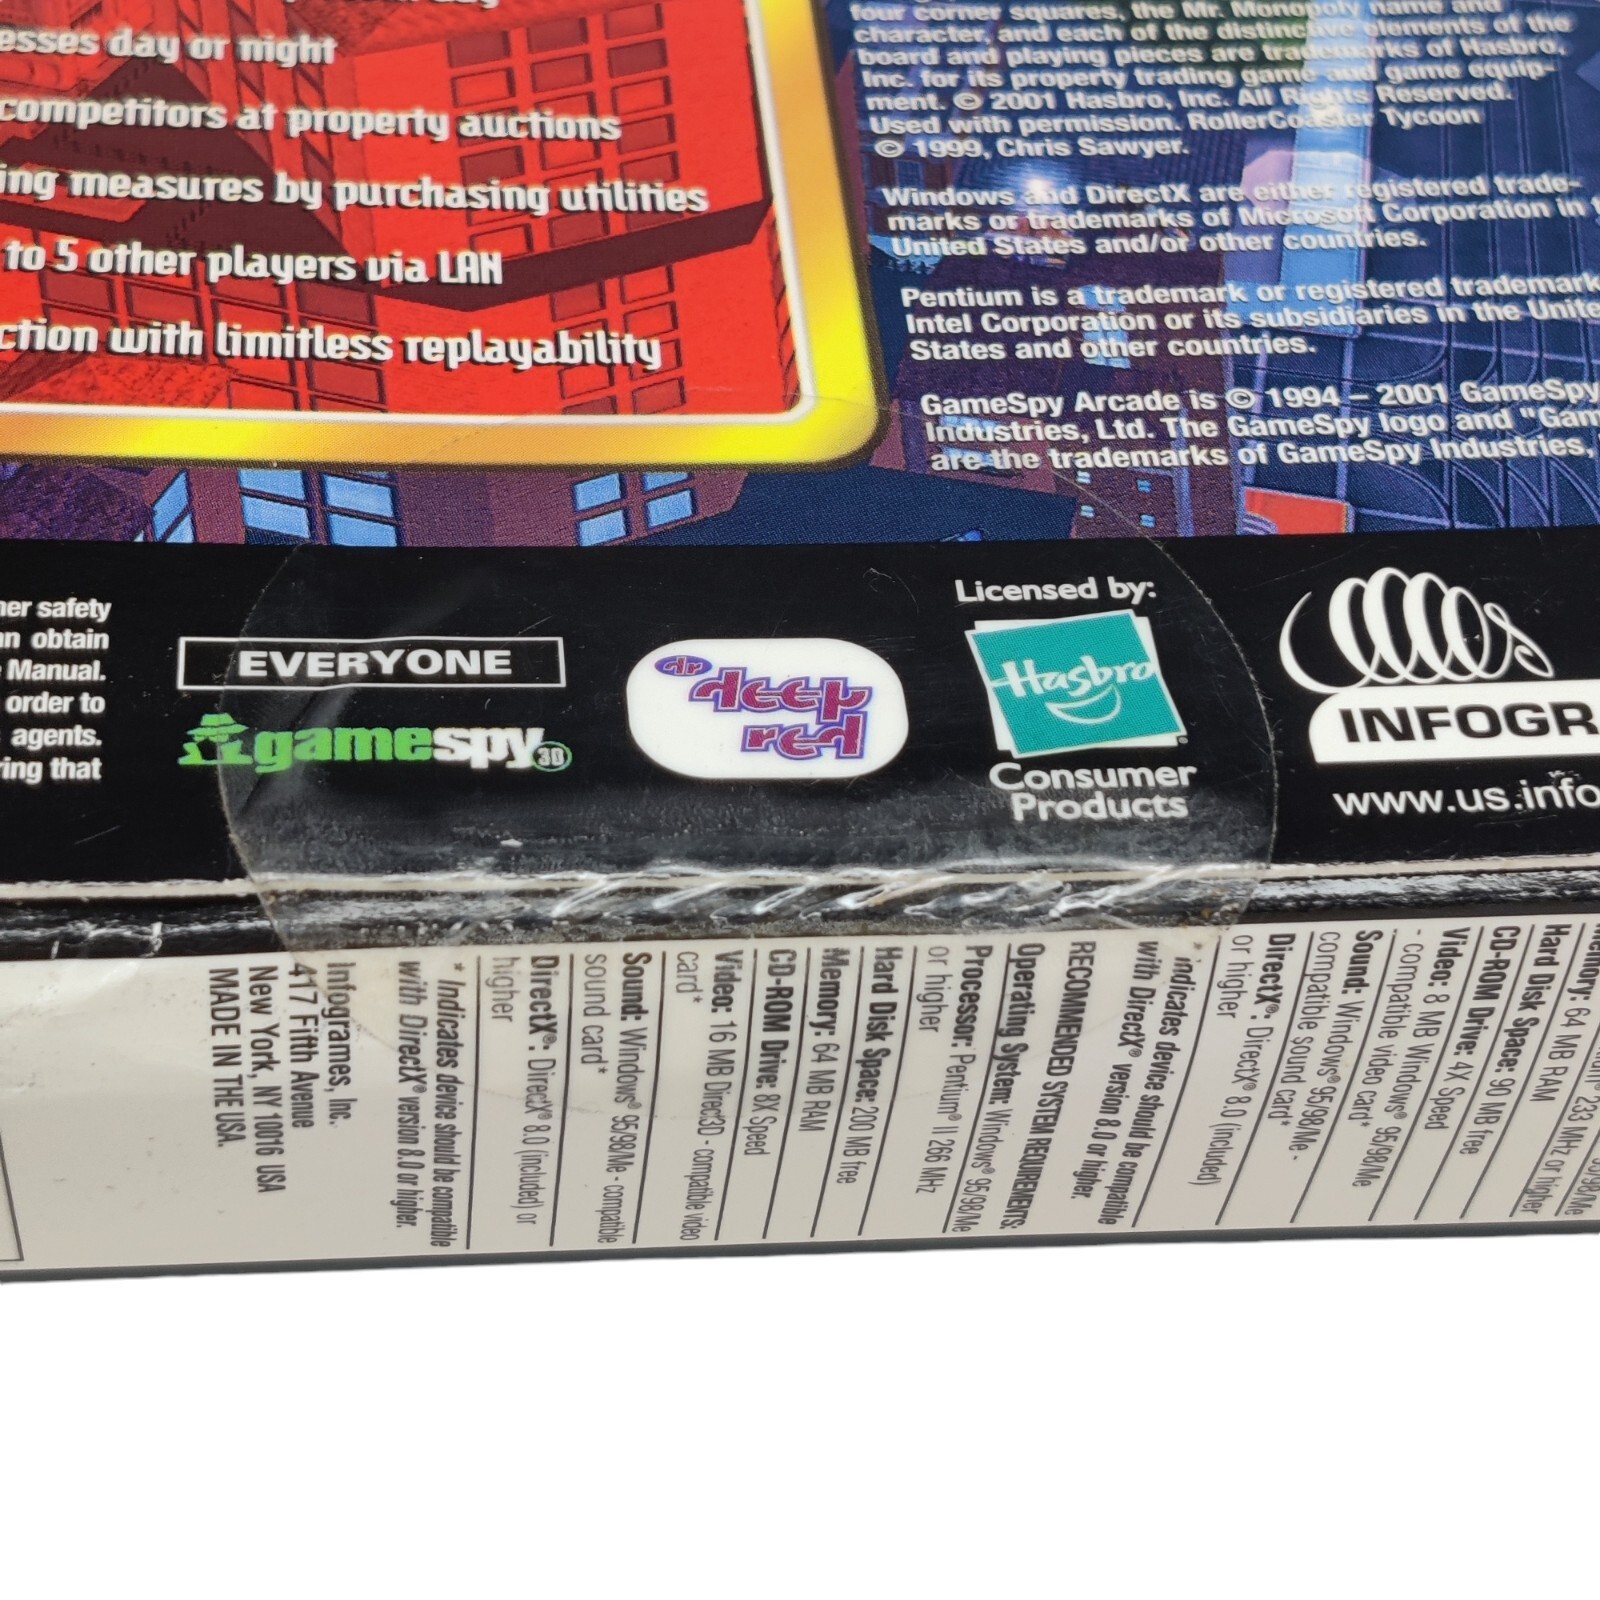 day
esses day or night
competitors at property auctions
ing measures by purchasing utilities
to 5 other players via LAN
ction with limitless replayability
four corner squares, the Mr. Monopoly name and
character, and each of the distinctive elements of the
board and playing pieces are trademarks of Hasbro,
Inc. for its property trading game and game equip-
ment. © 2001 Hasbro, Inc. All Rights Reserved.
Used with permission. RollerCoaster Tycoon
© 1999, Chris Sawyer.
Windows and DirectX are either registered trade-
marks or trademarks of Microsoft Corporation in
United States and/or other countries.
Pentium is a trademark or registered trademark
Intel Corporation or its subsidiaries in the Unite
States and other countries.
GameSpy Arcade is © 1994 – 2001 GameSpy
Industries, Ltd. The GameSpy logo and "Gam
are the trademarks of GameSpy Industries,
er safety
an obtain
Manual.
order to
agents.
ring that
EVERYONE
gamespy 3D
dr deep red
Licensed by:
Hasbro
Consumer
Products
INFOGR
www.us.info
233 MHz or higher
Memory: 64 MB RAM
Hard Disk Space: 90 MB free
CD-ROM Drive: 4X Speed
Video: 8 MB Windows® 95/98/Me
- compatible video card*
Sound: Windows® 95/98/Me -
compatible sound card*
DirectX®: DirectX® 8.0 (included)
or higher
* Indicates device should be compatible
with DirectX® version 8.0 or higher.
RECOMMENDED SYSTEM REQUIREMENTS:
Operating System: Windows® 95/98/Me
Processor: Pentium® II 266 MHz
or higher
Hard Disk Space: 200 MB free
Memory: 64 MB RAM
CD-ROM Drive: 8X Speed
Video: 16 MB Direct3D - compatible video
card*
Sound: Windows® 95/98/Me - compatible
sound card*
DirectX®: DirectX® 8.0 (included) or
higher
* Indicates device should be compatible
with DirectX® version 8.0 or higher.
Infogrames, Inc.
417 Fifth Avenue
New York, NY 10016 USA
MADE IN THE USA.